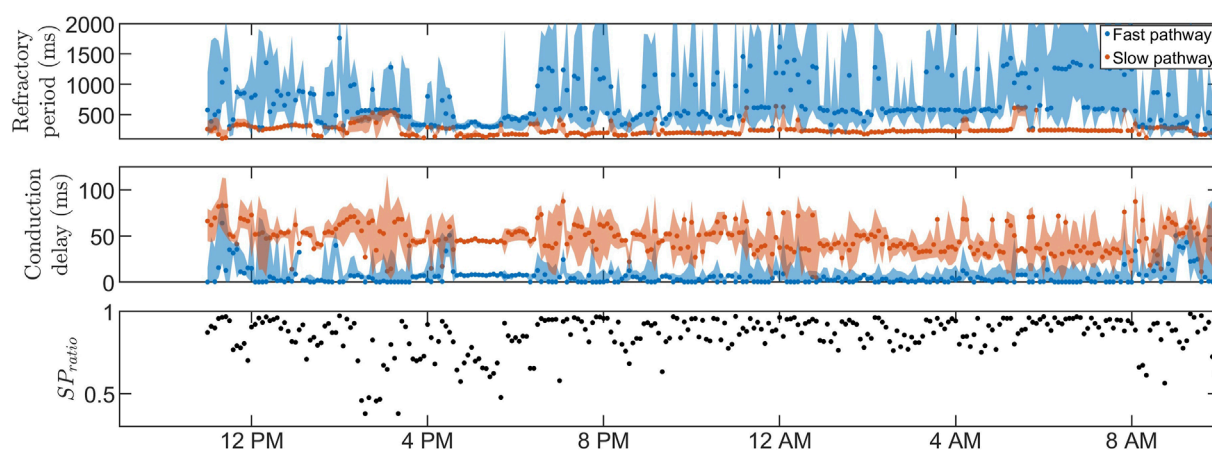 2000
1500
1000
500
Refractory
period (ms)
Fast pathway
Slow pathway
100
50
0
Conduction
delay (ms)
1
0.5
SP_ratio
12 PM
4 PM
8 PM
12 AM
4 AM
8 AM